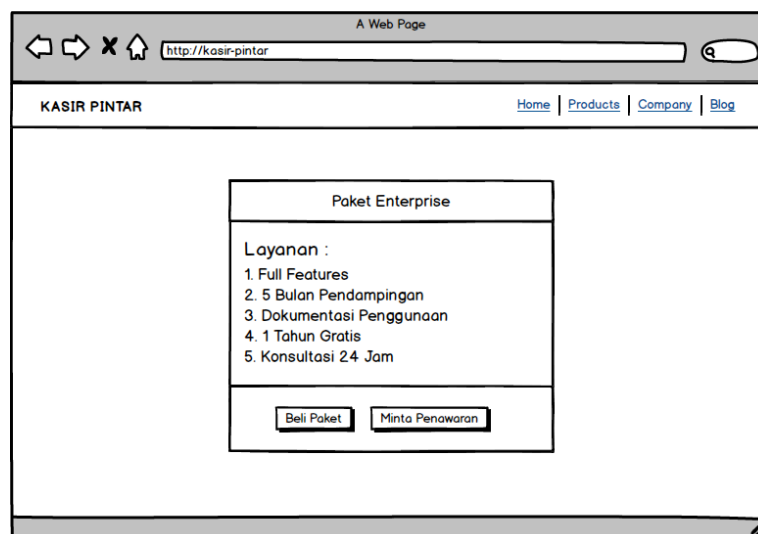 A Web Page
http://kasir-pintar
KASIR PINTAR
Home Products Company Blog
Paket Enterprise
Layanan :
1. Full Features
2. 5 Bulan Pendampingan
3. Dokumentasi Penggunaan
4. 1 Tahun Gratis
5. Konsultasi 24 Jam
Beli Paket Minta Penawaran